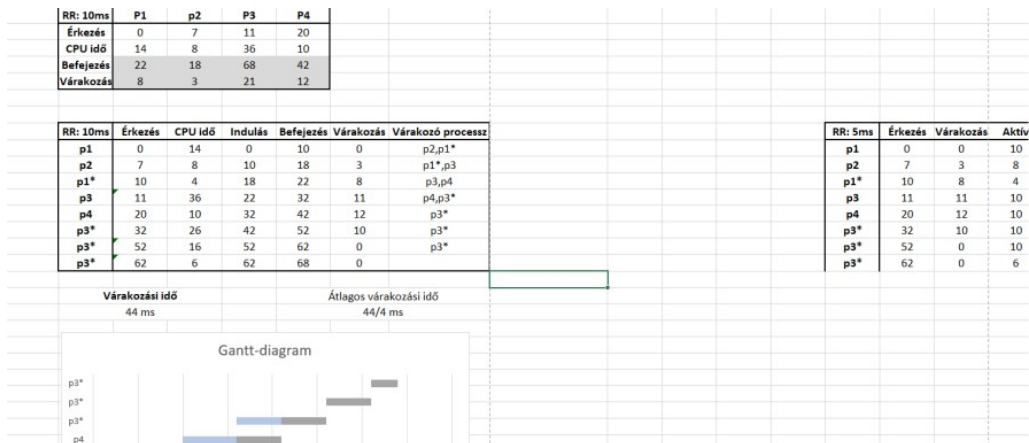 RR: 10ms P1 p2 P3 P4
Érkezés 0 7 11 20
CPU idő 14 8 36 10
Befejezés 22 18 68 42
Várakozás 8 3 21 12
RR: 10ms Érkezés CPU idő Indulás Befejezés Várakozás Várakozó processz
p1 0 14 0 10 0 p2,p1*
p2 7 8 10 18 3 p1*,p3
p1* 10 4 18 22 8 p3,p4
p3 11 36 22 32 11 p4,p3*
p4 20 10 32 42 12 p3*
p3* 32 26 42 52 10 p3*
p3* 52 16 52 62 0 p3*
p3* 62 6 62 68 0
RR: 5ms Érkezés Várakozás Aktív
p1 0 0 10
p2 7 3 8
p1* 10 8 4
p3 11 11 10
p4 20 12 10
p3* 32 10 10
p3* 52 0 10
p3* 62 0 6
Várakozási idő Átlagos várakozási idő
44 ms 44/4 ms
Gantt-diagram
p3*
p3*
p3*
p4